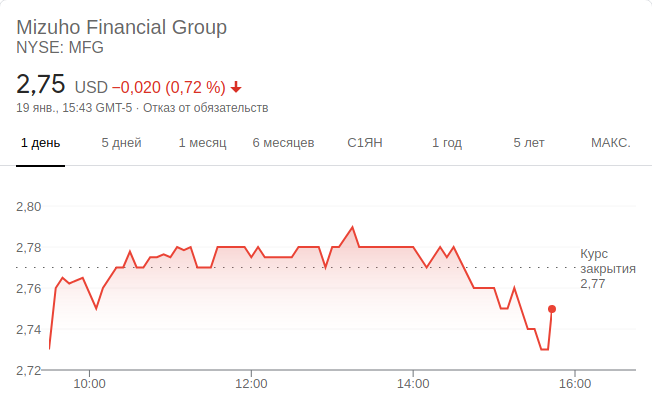 Mizuho Financial Group
NYSE: MFG
2,75 USD −0,020 (0,72 %) ↓
19 янв., 15:43 GMT-5 · Отказ от обязательств
1 день 5 дней 1 месяц 6 месяцев С1ЯН 1 год 5 лет МАКС.
2,80
2,78
Курс
закрытия
2,77
2,76
2,74
2,72
10:00 12:00 14:00 16:00